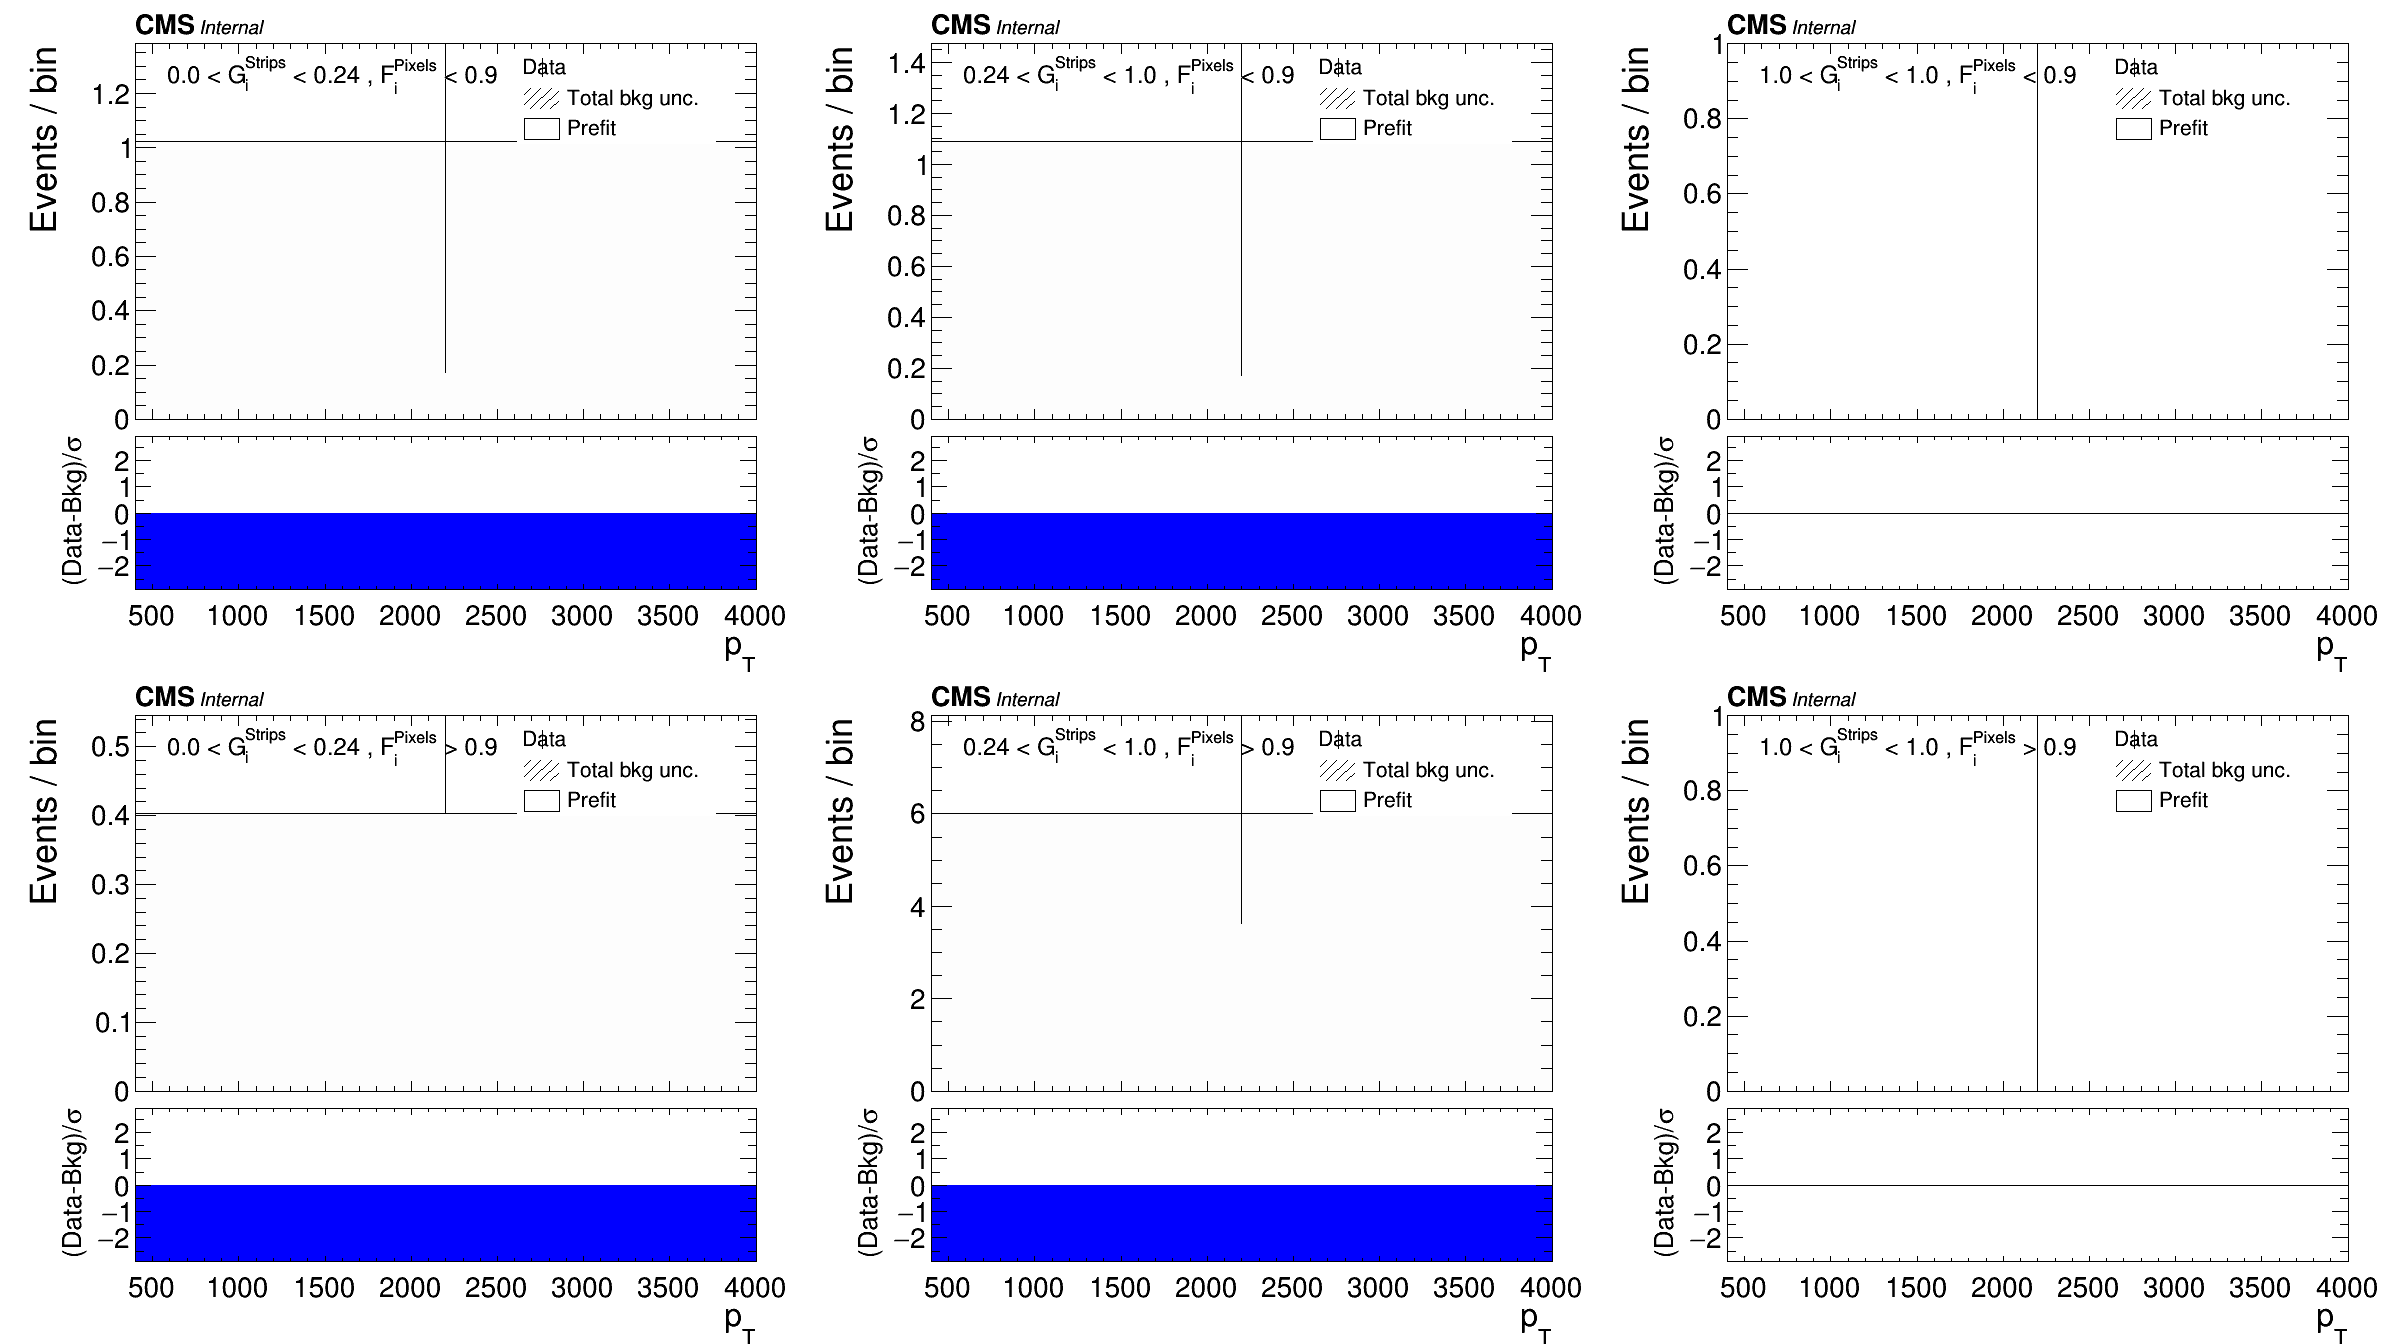 CMS Internal
Events / bin
0.0 < G_i^Strips < 0.24 , F_i^Pixels < 0.9
Data
Total bkg unc.
Prefit
1.2
1
0.8
0.6
0.4
0.2
0
(Data-Bkg)/σ
2
1
0
−1
−2
500 1000 1500 2000 2500 3000 3500 4000
p_T
CMS Internal
Events / bin
0.24 < G_i^Strips < 1.0 , F_i^Pixels < 0.9
Data
Total bkg unc.
Prefit
1.4
1.2
1
0.8
0.6
0.4
0.2
0
(Data-Bkg)/σ
2
1
0
−1
−2
500 1000 1500 2000 2500 3000 3500 4000
p_T
CMS Internal
Events / bin
1.0 < G_i^Strips < 1.0 , F_i^Pixels < 0.9
Data
Total bkg unc.
Prefit
1
0.8
0.6
0.4
0.2
0
(Data-Bkg)/σ
2
1
0
−1
−2
500 1000 1500 2000 2500 3000 3500 4000
p_T
CMS Internal
Events / bin
0.0 < G_i^Strips < 0.24 , F_i^Pixels > 0.9
Data
Total bkg unc.
Prefit
0.5
0.4
0.3
0.2
0.1
0
(Data-Bkg)/σ
2
1
0
−1
−2
500 1000 1500 2000 2500 3000 3500 4000
p_T
CMS Internal
Events / bin
0.24 < G_i^Strips < 1.0 , F_i^Pixels > 0.9
Data
Total bkg unc.
Prefit
8
6
4
2
0
(Data-Bkg)/σ
2
1
0
−1
−2
500 1000 1500 2000 2500 3000 3500 4000
p_T
CMS Internal
Events / bin
1.0 < G_i^Strips < 1.0 , F_i^Pixels > 0.9
Data
Total bkg unc.
Prefit
1
0.8
0.6
0.4
0.2
0
(Data-Bkg)/σ
2
1
0
−1
−2
500 1000 1500 2000 2500 3000 3500 4000
p_T